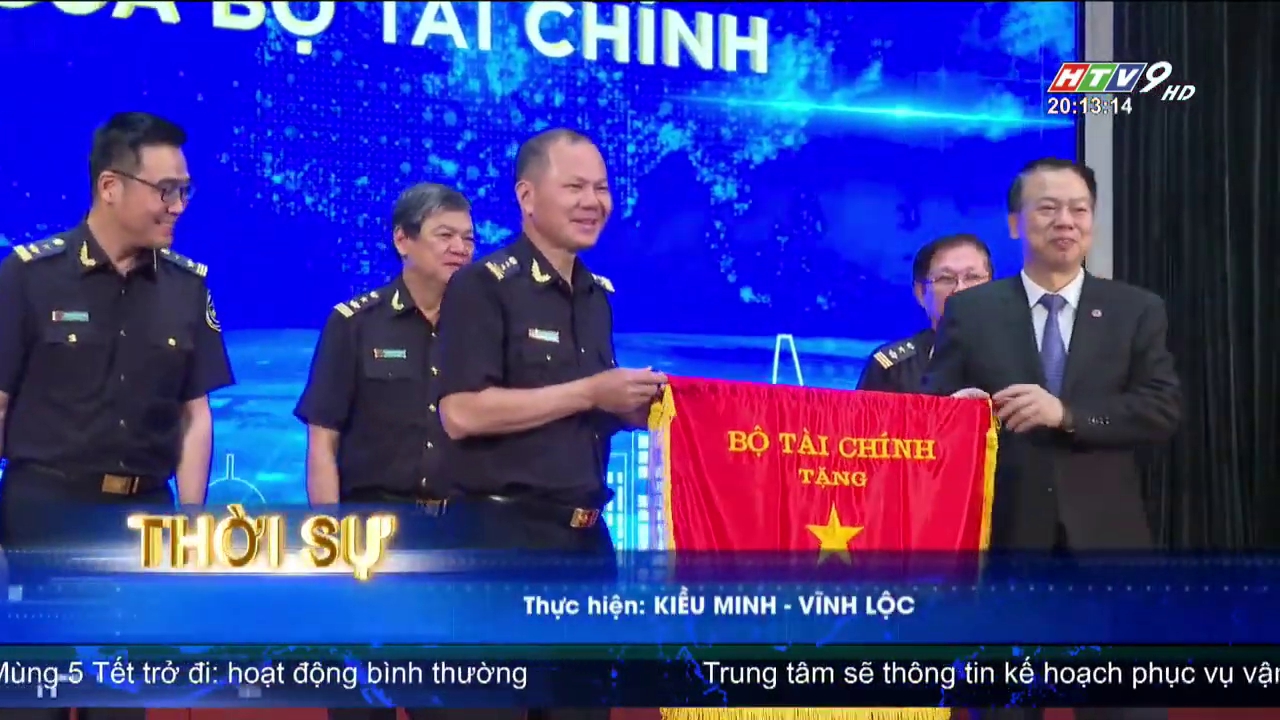 BỘ TÀI CHÍNH
HTV9 HD
20:13:14
BỘ TÀI CHÍNH
TẶNG
THỜI SỰ
Thực hiện: KIỀU MINH - VĨNH LỘC
Mùng 5 Tết trở đi: hoạt động bình thường
Trung tâm sẽ thông tin kế hoạch phục vụ